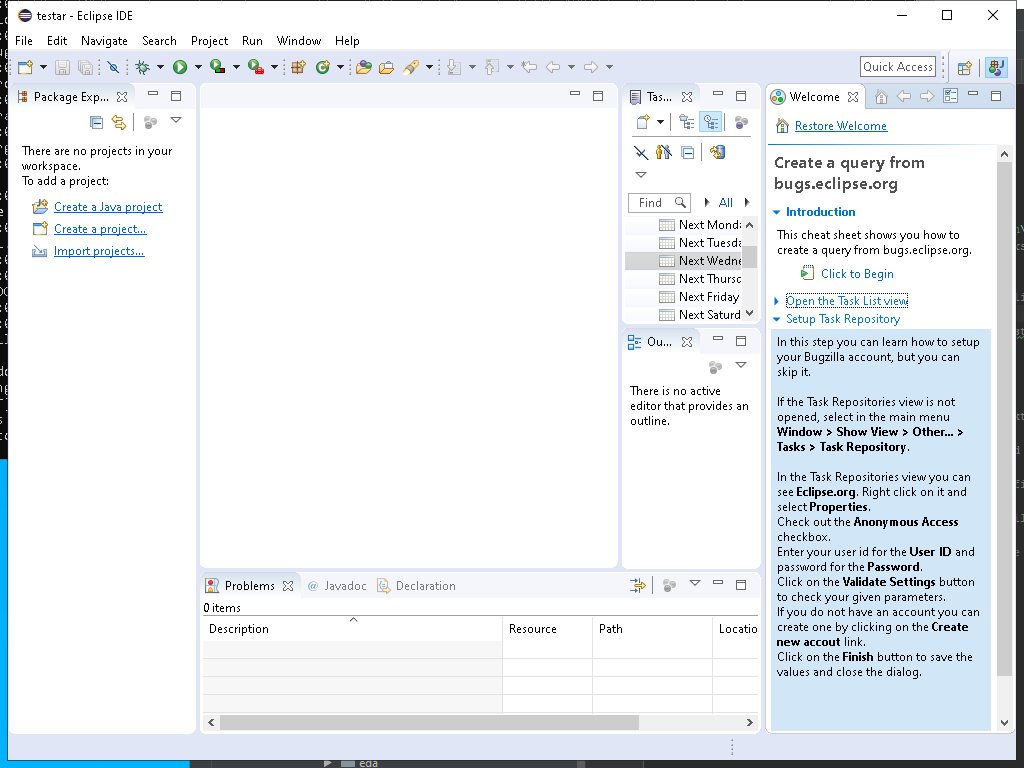 testar - Eclipse IDE
File Edit Navigate Search Project Run Window Help
Quick Access
Package Exp...
There are no projects in your
workspace.
To add a project:
Create a Java project
Create a project...
Import projects...
Tas...
Find
All
Next Monda
Next Tuesda
Next Wedne
Next Thursd
Next Friday
Next Saturd
Ou...
There is no active
editor that provides an
outline.
Welcome
Restore Welcome
Create a query from
bugs.eclipse.org
Introduction
This cheat sheet shows you how to
create a query from bugs.eclipse.org.
Click to Begin
Open the Task List view
Setup Task Repository
In this step you can learn how to setup
your Bugzilla account, but you can
skip it.
If the Task Repositories view is not
opened, select in the main menu
Window > Show View > Other... >
Tasks > Task Repository.
In the Task Repositories view you can
see Eclipse.org. Right click on it and
select Properties.
Check out the Anonymous Access
checkbox.
Enter your user id for the User ID and
password for the Password.
Click on the Validate Settings button
to check your given parameters.
If you do not have an account you can
create one by clicking on the Create
new accout link.
Click on the Finish button to save the
values and close the dialog.
Problems @ Javadoc Declaration
0 items
Description Resource Path Locatio
eda